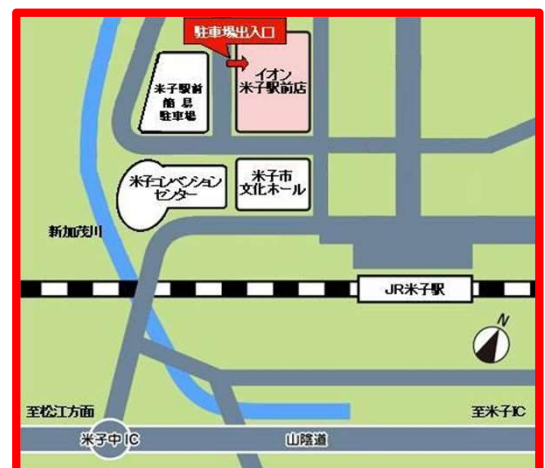 駐車場出入口
イオン
米子駅前店
米子駅前
簡易
駐車場
米子コンベンション
センター
米子市
文化ホール
新加茂川
JR米子駅
N
至松江方面
至米子IC
米子中IC
山陰道